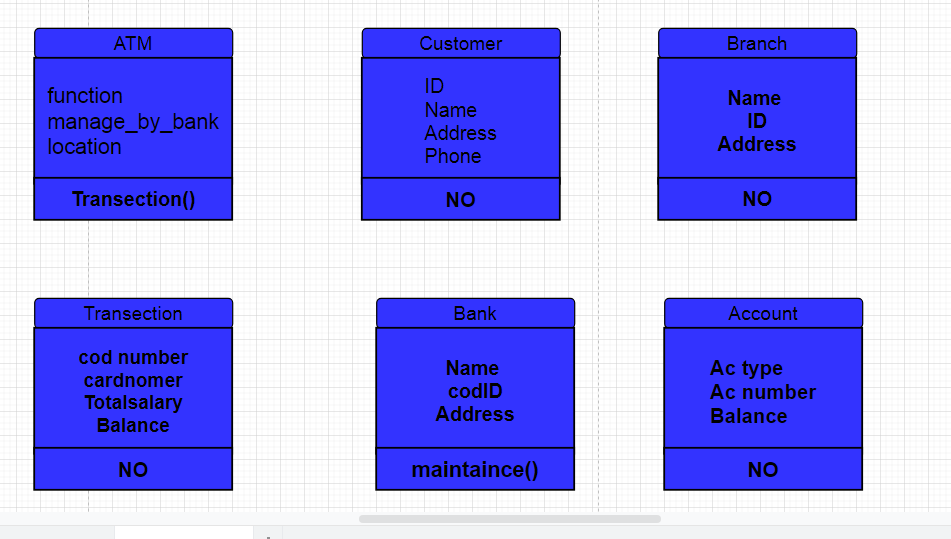 ATM
function
manage_by_bank
location
Transection()
Customer
ID
Name
Address
Phone
NO
Branch
Name
ID
Address
NO
Transection
cod number
cardnomer
Totalsalary
Balance
NO
Bank
Name
codID
Address
maintaince()
Account
Ac type
Ac number
Balance
NO